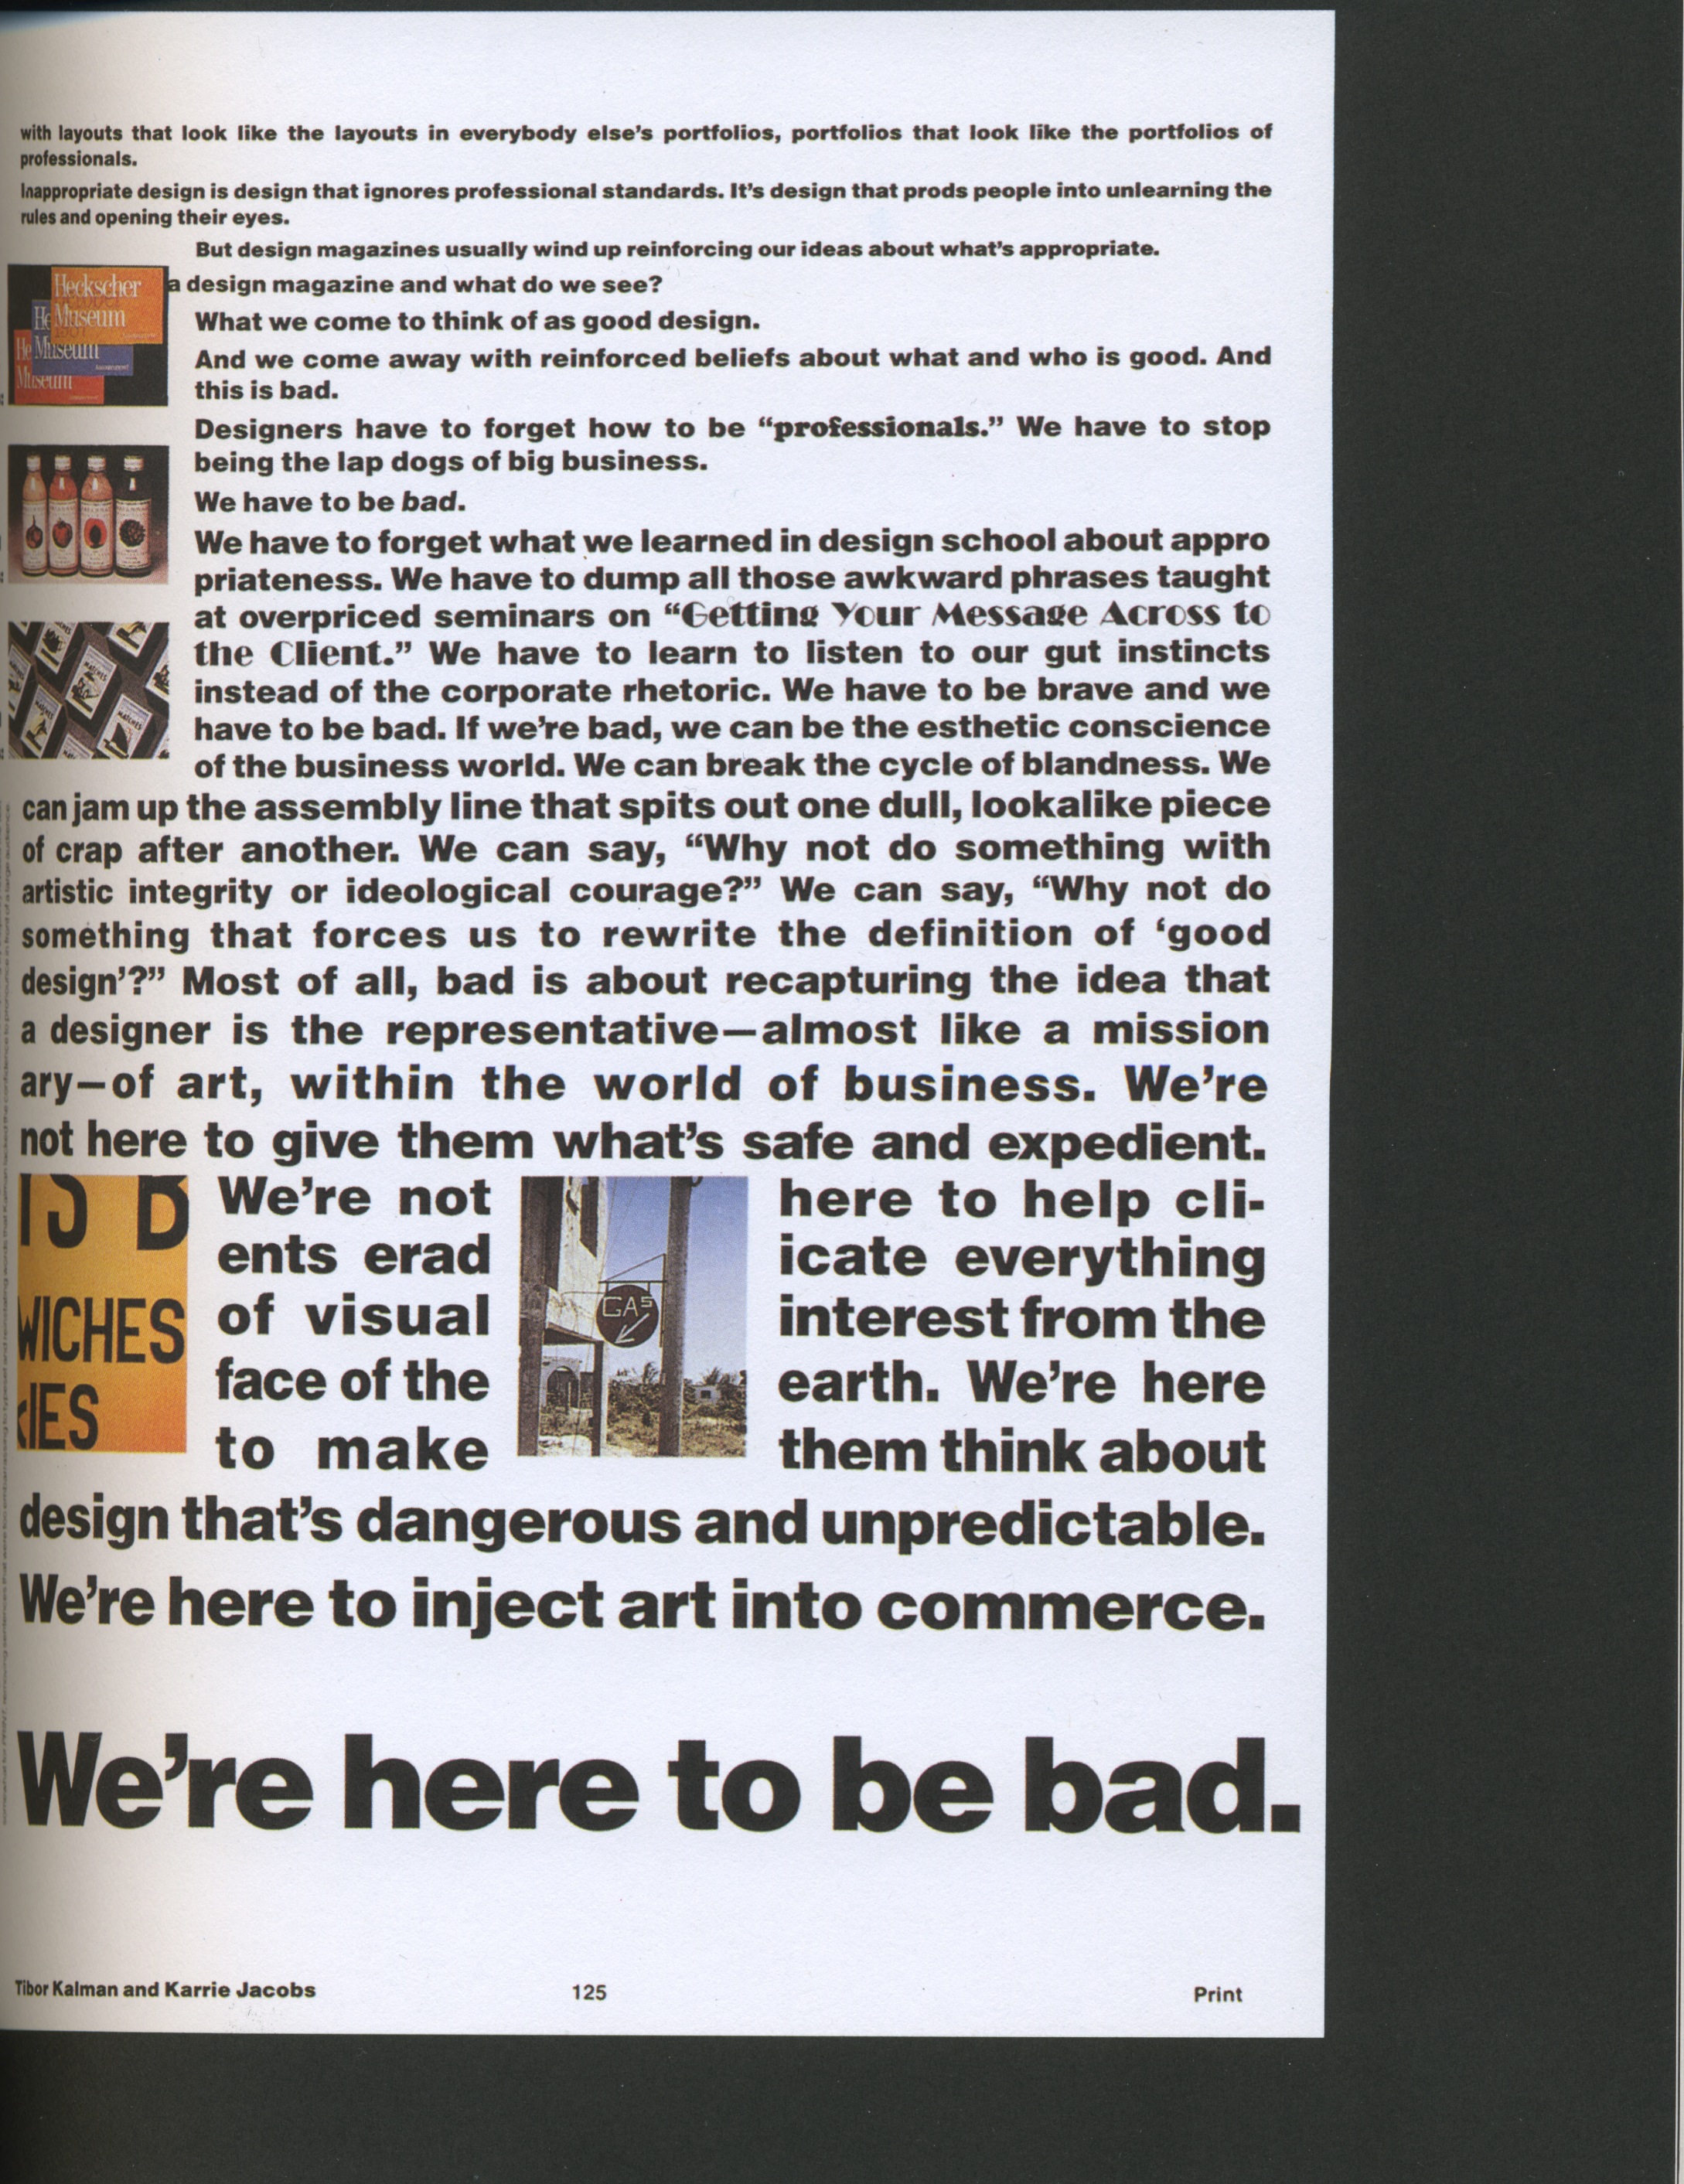 with layouts that look like the layouts in everybody else's portfolios, portfolios that look like the portfolios of
professionals.
Inappropriate design is design that ignores professional standards. It's design that prods people into unlearning the
rules and opening their eyes.
But design magazines usually wind up reinforcing our ideas about what's appropriate.
a design magazine and what do we see?
What we come to think of as good design.
And we come away with reinforced beliefs about what and who is good. And
this is bad.
Designers have to forget how to be “professionals.” We have to stop
being the lap dogs of big business.
We have to be bad.
We have to forget what we learned in design school about appro
priateness. We have to dump all those awkward phrases taught
at overpriced seminars on “Getting Your Message Across to
the Client.” We have to learn to listen to our gut instincts
instead of the corporate rhetoric. We have to be brave and we
have to be bad. If we're bad, we can be the esthetic conscience
of the business world. We can break the cycle of blandness. We
can jam up the assembly line that spits out one dull, lookalike piece
of crap after another. We can say, “Why not do something with
artistic integrity or ideological courage?” We can say, “Why not do
something that forces us to rewrite the definition of ‘good
design’?” Most of all, bad is about recapturing the idea that
a designer is the representative—almost like a mission
ary—of art, within the world of business. We're
not here to give them what's safe and expedient.
We're not here to help cli-
ents erad icate everything
of visual interest from the
face of the earth. We're here
to make them think about
design that's dangerous and unpredictable.
We're here to inject art into commerce.
We're here to be bad.
Heckscher
Museum
He
Museum
He
Museum
MATCHES
MATCHES
MATCHES
IS B
WICHES
KIES
GAS
Tibor Kalman and Karrie Jacobs
125
Print